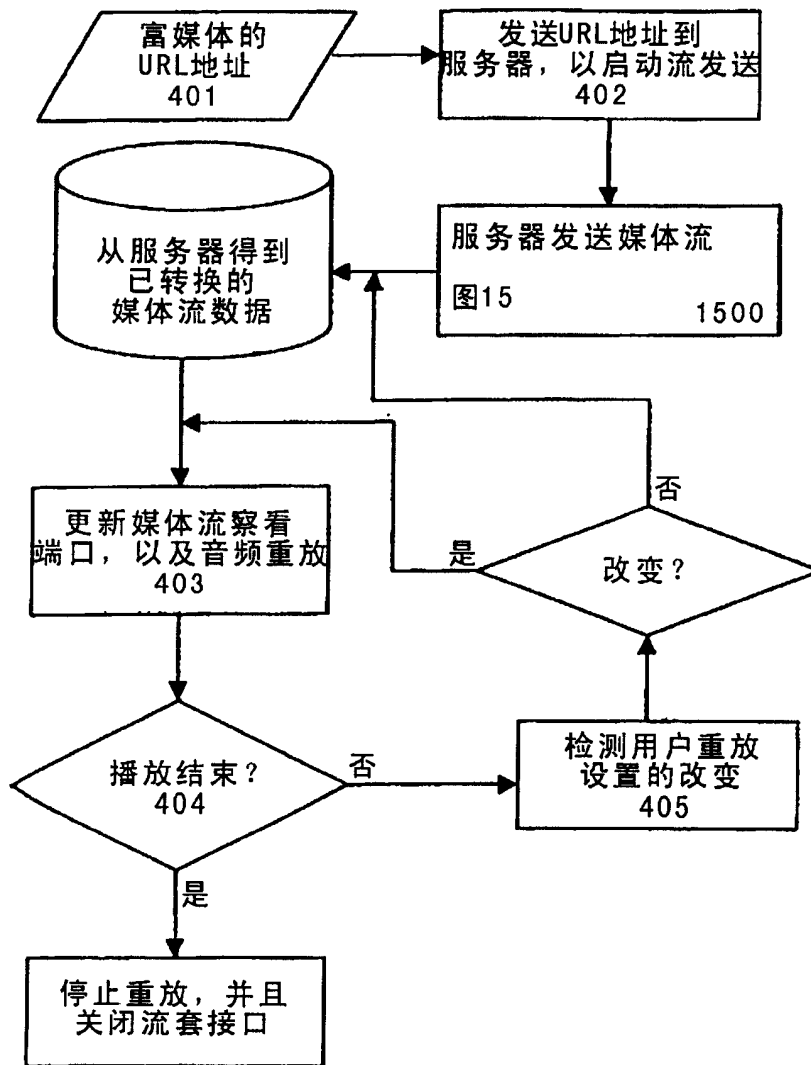 富媒体的
URL地址
401
发送URL地址到
服务器，以启动流发送
402
从服务器得到
已转换的
媒体流数据
服务器发送媒体流
图15
1500
更新媒体流察看
端口，以及音频重放
403
是
否
改变？
播放结束？
404
否
检测用户重放
设置的改变
405
是
停止重放，并且
关闭流套接口